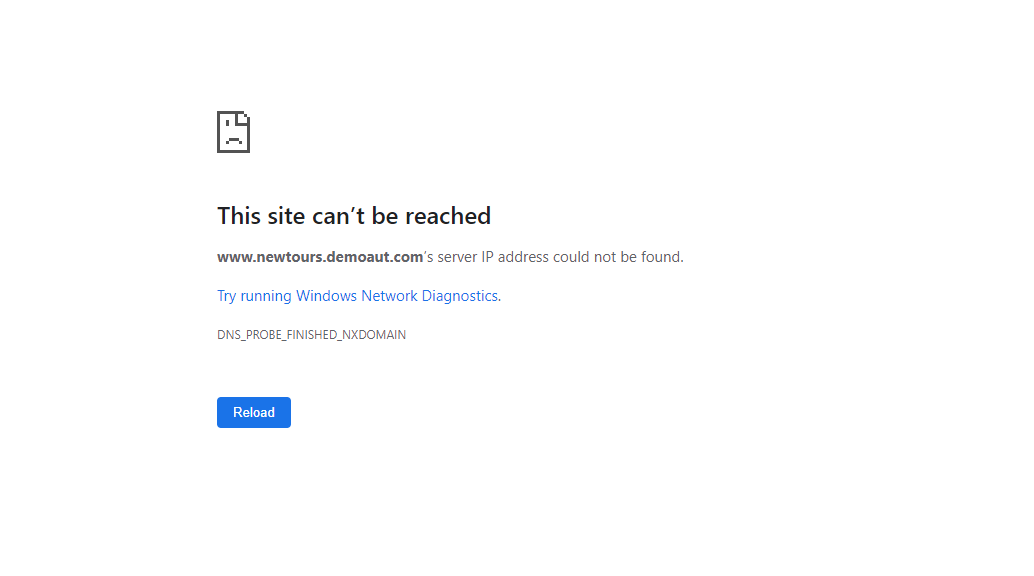 This site can’t be reached
www.newtours.demoaut.com’s server IP address could not be found.
Try running Windows Network Diagnostics.
DNS_PROBE_FINISHED_NXDOMAIN
Reload